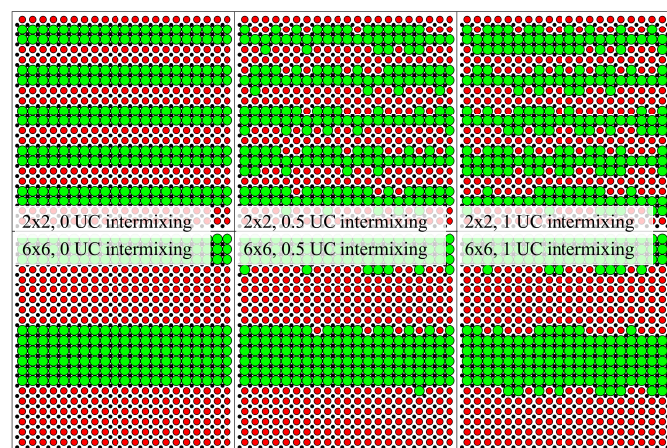 2x2, 0 UC intermixing
2x2, 0.5 UC intermixing
2x2, 1 UC intermixing
6x6, 0 UC intermixing
6x6, 0.5 UC intermixing
6x6, 1 UC intermixing